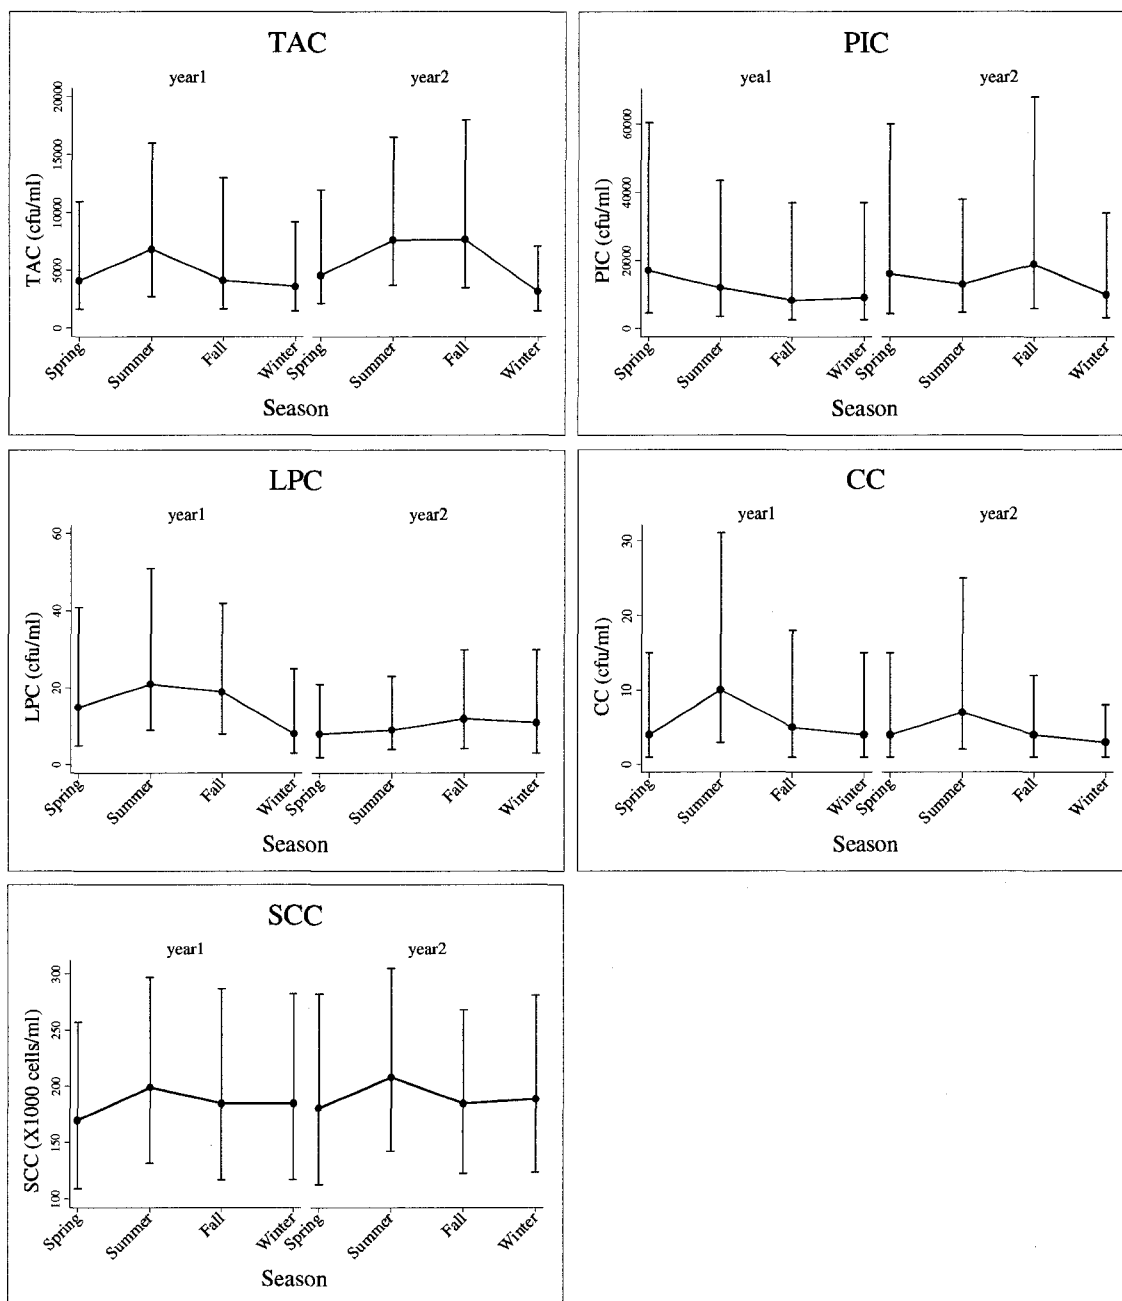 TAC
year1 year2
TAC (cfu/ml)
20000
15000
10000
5000
0
Spring Summer Fall Winter Spring Summer Fall Winter
Season
PIC
yea1 year2
PIC (cfu/ml)
60000
40000
20000
0
Spring Summer Fall Winter Spring Summer Fall Winter
Season
LPC
year1 year2
LPC (cfu/ml)
60
40
20
0
Spring Summer Fall Winter Spring Summer Fall Winter
Season
CC
year1 year2
CC (cfu/ml)
30
20
10
0
Spring Summer Fall Winter Spring Summer Fall Winter
Season
SCC
year1 year2
SCC (X1000 cells/ml)
300
250
200
150
100
Spring Summer Fall Winter Spring Summer Fall Winter
Season